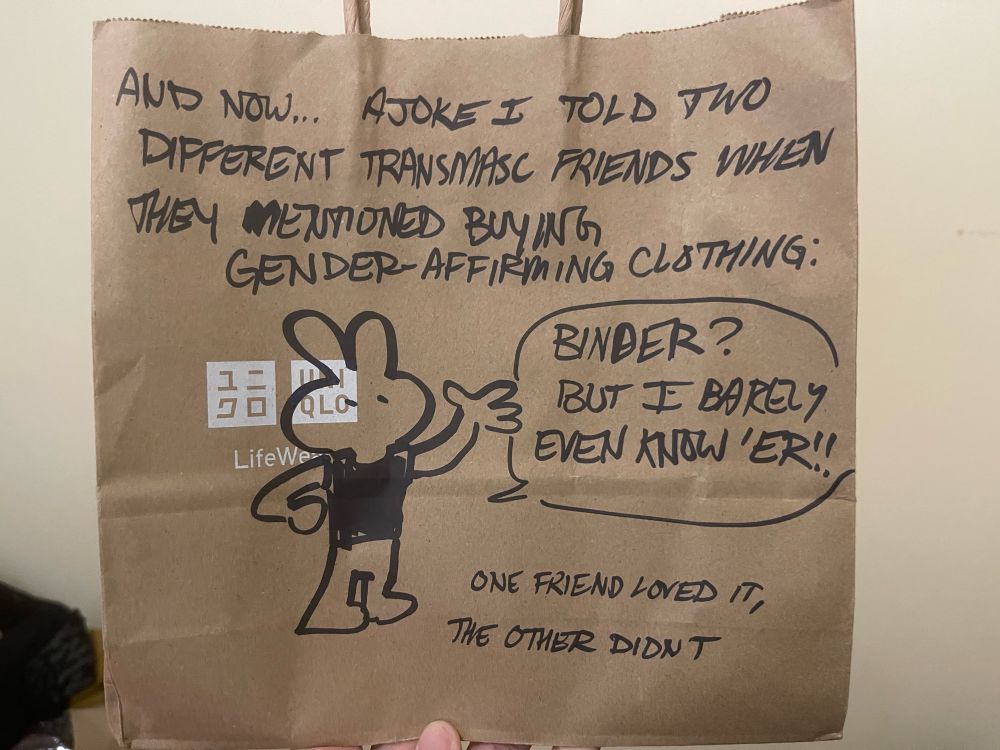 AND NOW... A JOKE I TOLD TWO
DIFFERENT TRANSMASC FRIENDS WHEN
THEY MENTIONED BUYING
GENDER-AFFIRMING CLOTHING:
BINDER?
BUT I BARELY
EVEN KNOW 'ER!!
ユニ
クロ
UNI
QLO
LifeWear
ONE FRIEND LOVED IT,
THE OTHER DIDNT